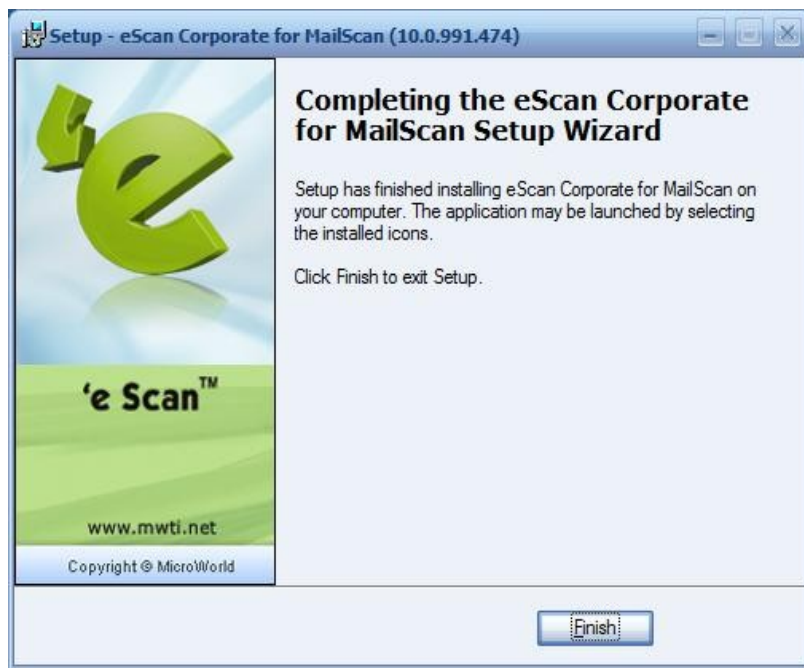 Setup - eScan Corporate for MailScan (10.0.991.474)
Completing the eScan Corporate
for MailScan Setup Wizard
Setup has finished installing eScan Corporate for MailScan on
your computer. The application may be launched by selecting
the installed icons.
Click Finish to exit Setup.
e
‘e Scan™
www.mwti.net
Copyright © MicroWorld
Finish